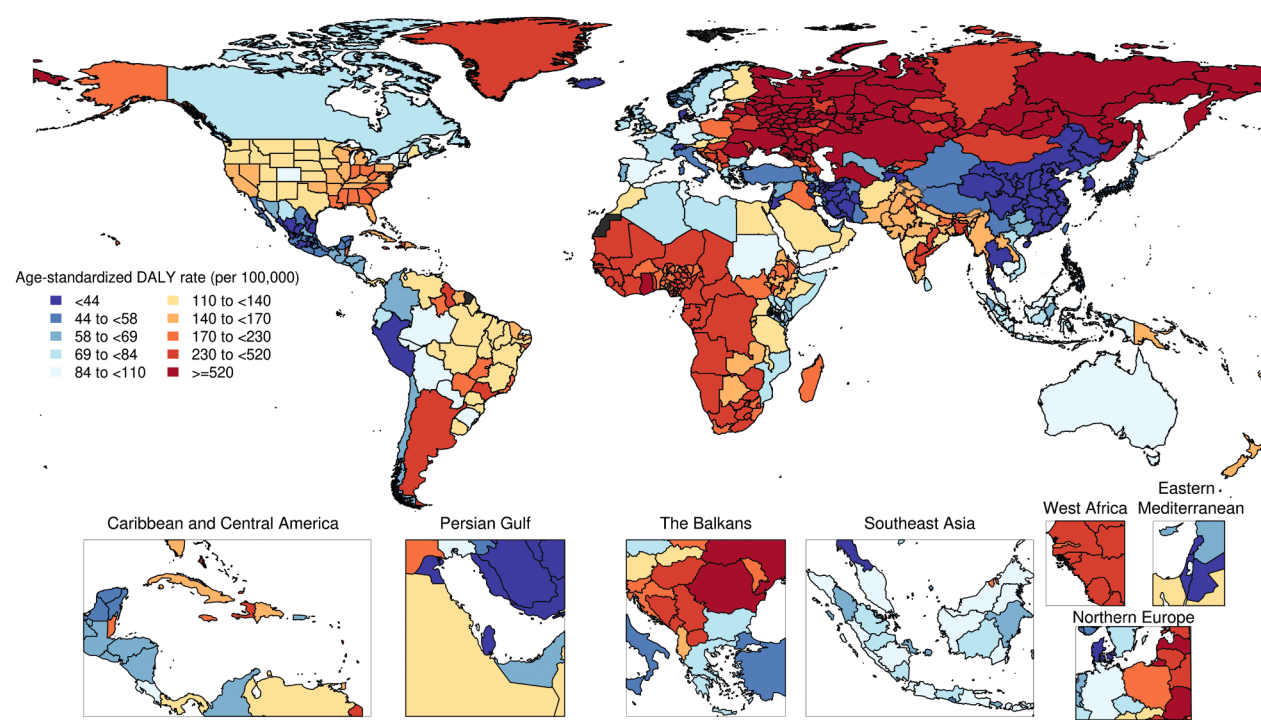 Age-standardized DALY rate (per 100,000)
<44
44 to <58
58 to <69
69 to <84
84 to <110
110 to <140
140 to <170
170 to <230
230 to <520
>=520
Caribbean and Central America
Persian Gulf
The Balkans
Southeast Asia
West Africa
Eastern
Mediterranean
Northern Europe